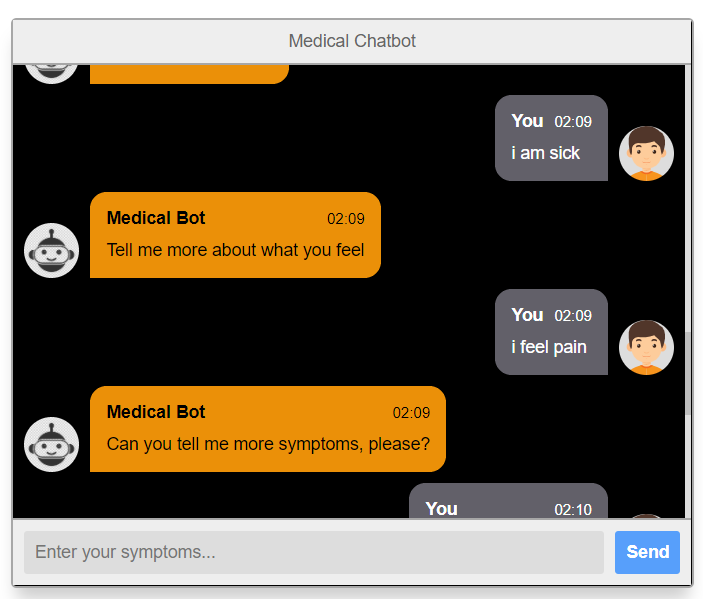 Medical Chatbot
You 02:09
i am sick
Medical Bot 02:09
Tell me more about what you feel
You 02:09
i feel pain
Medical Bot 02:09
Can you tell me more symptoms, please?
You 02:10
Enter your symptoms...
Send